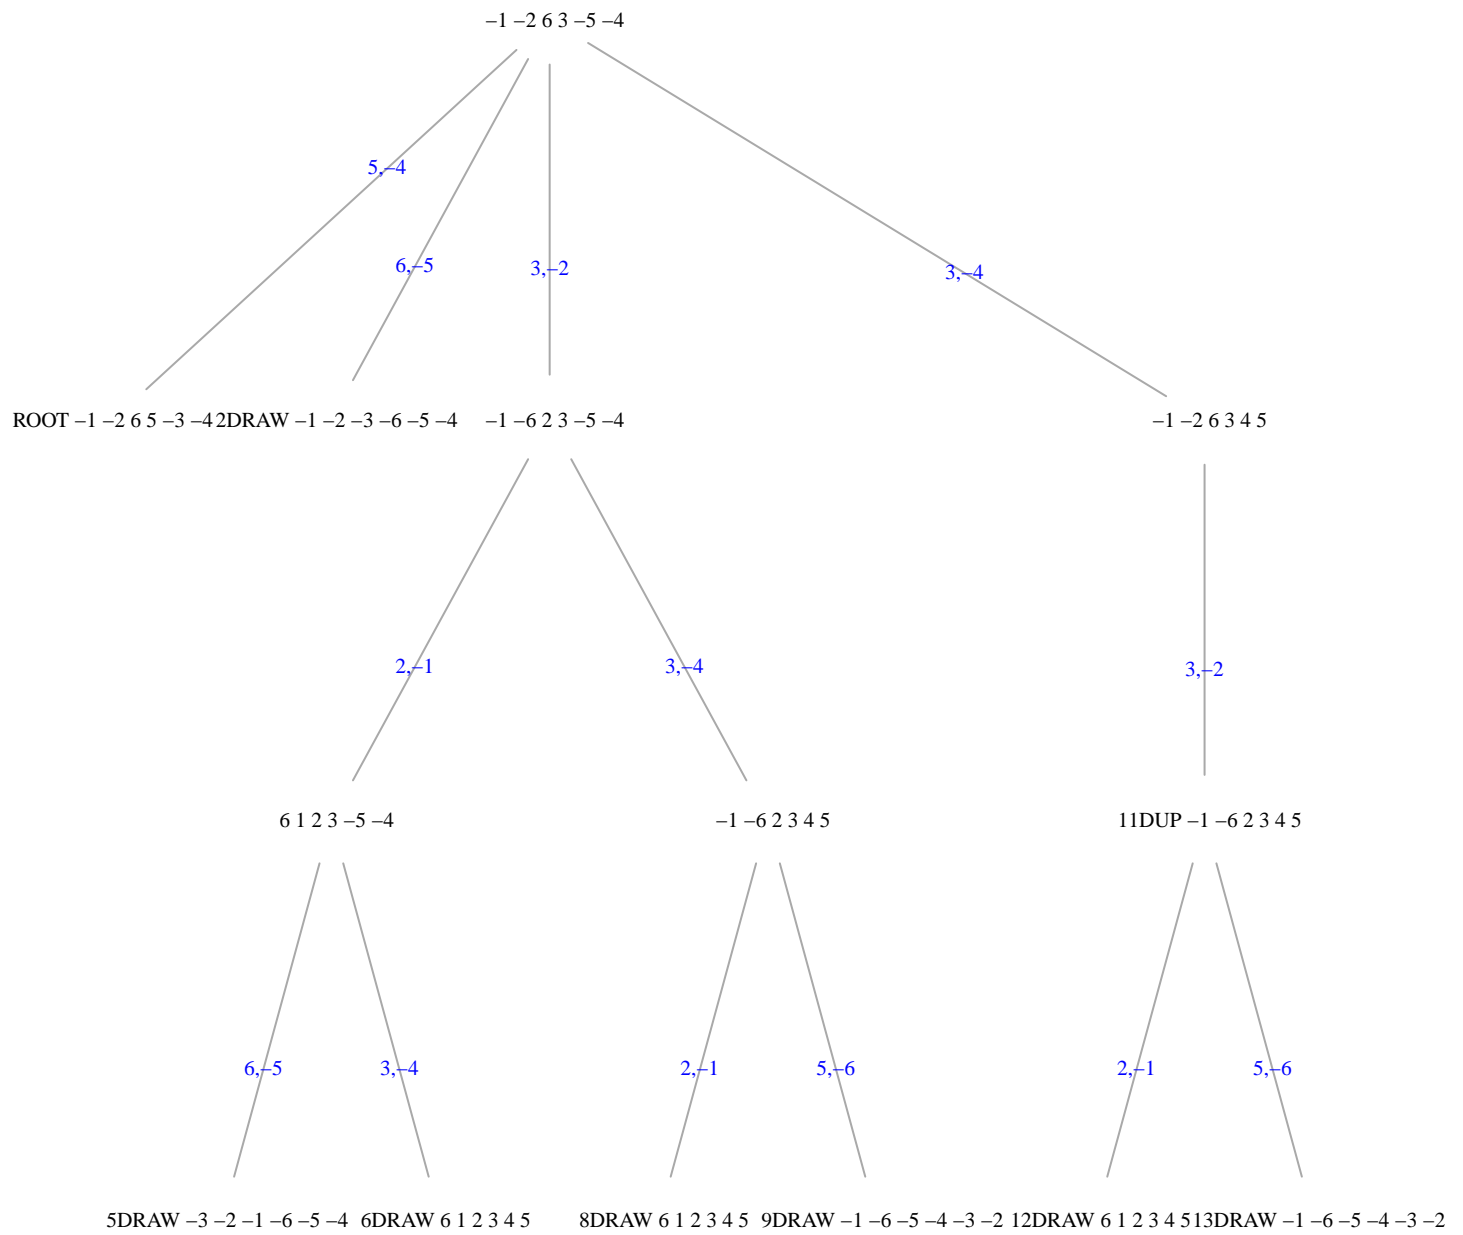 –1 –2 6 3 –5 –4
5,–4
6,–5
3,–2
3,–4
ROOT –1 –2 6 5 –3 –4
2DRAW –1 –2 –3 –6 –5 –4
–1 –6 2 3 –5 –4
–1 –2 6 3 4 5
2,–1
3,–4
3,–2
6 1 2 3 –5 –4
–1 –6 2 3 4 5
11DUP –1 –6 2 3 4 5
6,–5
3,–4
2,–1
5,–6
2,–1
5,–6
5DRAW –3 –2 –1 –6 –5 –4
6DRAW 6 1 2 3 4 5
8DRAW 6 1 2 3 4 5
9DRAW –1 –6 –5 –4 –3 –2
12DRAW 6 1 2 3 4 5
13DRAW –1 –6 –5 –4 –3 –2